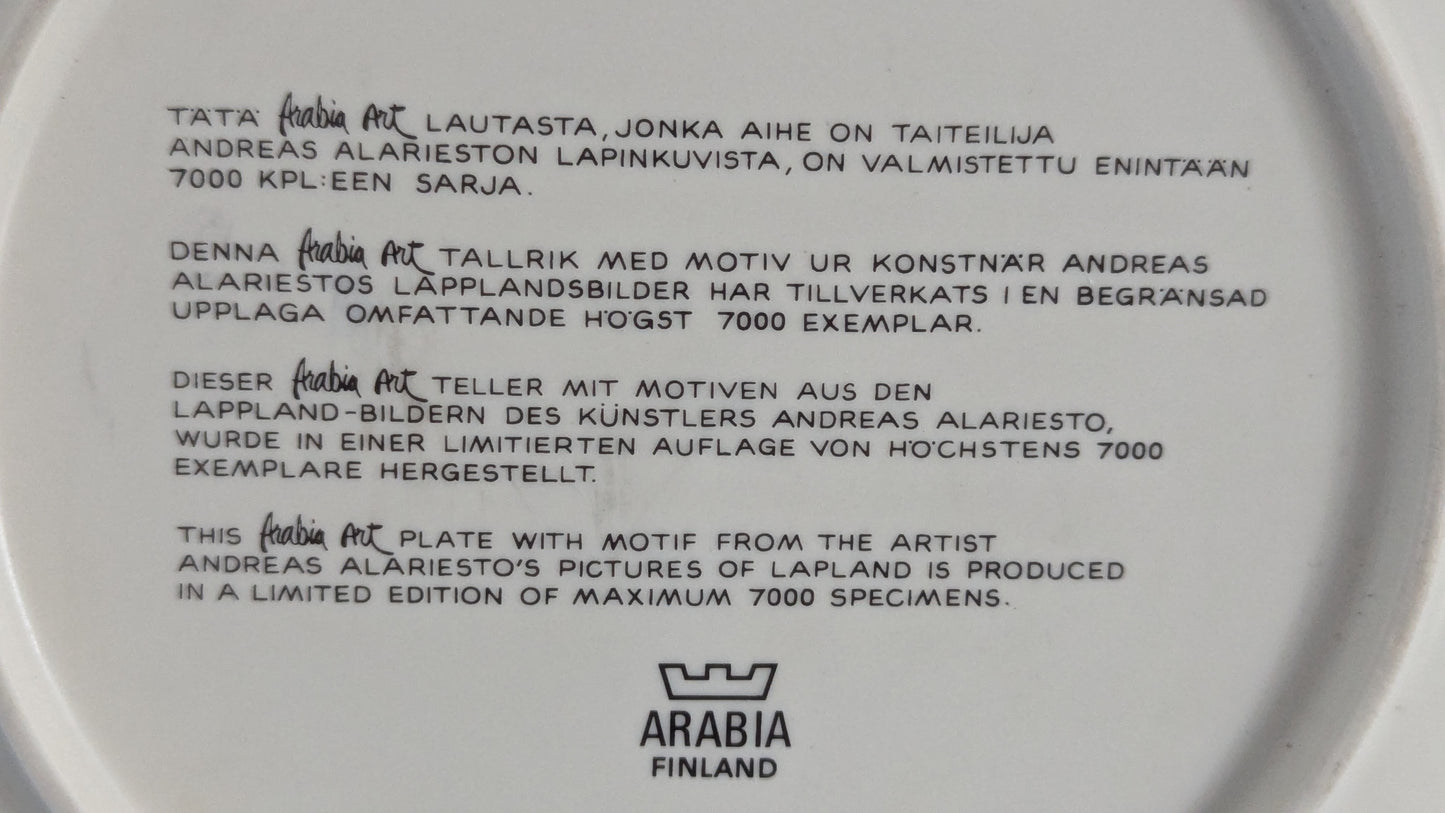 TÄTÄ Arabia Art LAUTASTA, JONKA AIHE ON TAITEILIJA
ANDREAS ALARIESTON LAPINKUVISTA, ON VALMISTETTU ENINTÄÄN
7000 KPL:EEN SARJA.
DENNA Arabia Art TALLRIK MED MOTIV UR KONSTNÄR ANDREAS
ALARIESTOS LAPPLANDSBILDER HAR TILLVERKATS I EN BEGRÄNSAD
UPPLAGA OMFATTANDE HÖGST 7000 EXEMPLAR.
DIESER Arabia Art TELLER MIT MOTIVEN AUS DEN
LAPPLAND-BILDERN DES KÜNSTLERS ANDREAS ALARIESTO,
WURDE IN EINER LIMITIERTEN AUFLAGE VON HÖCHSTENS 7000
EXEMPLARE HERGESTELLT.
THIS Arabia Art PLATE WITH MOTIF FROM THE ARTIST
ANDREAS ALARIESTO'S PICTURES OF LAPLAND IS PRODUCED
IN A LIMITED EDITION OF MAXIMUM 7000 SPECIMENS.
ARABIA
FINLAND